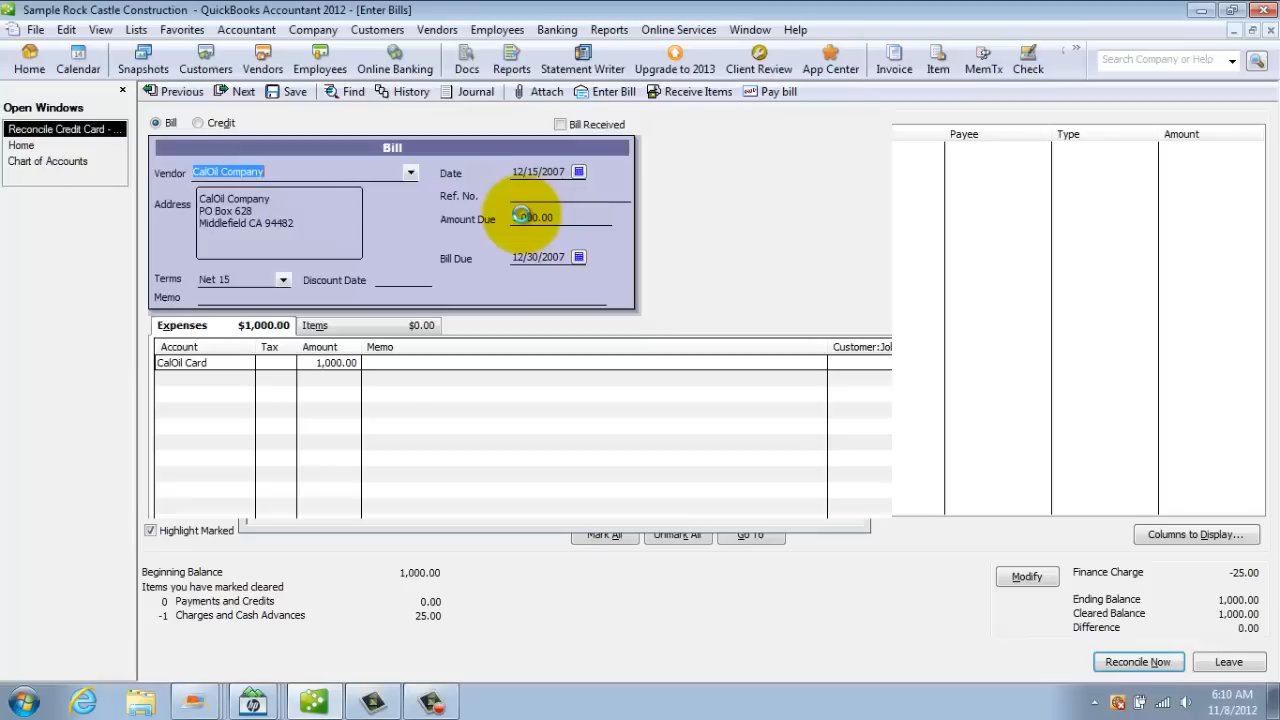 Sample Rock Castle Construction - QuickBooks Accountant 2012 - [Enter Bills]
File Edit View Lists Favorites Accountant Company Customers Vendors Employees Banking Reports Online Services Window Help
Home Calendar Snapshots Customers Vendors Employees Online Banking Docs Reports Statement Writer Upgrade to 2013 Client Review App Center Invoice Item MemTx Check
Search Company or Help
Previous Next Save Find History Journal Attach Enter Bill Receive Items Pay bill
Open Windows
Reconcile Credit Card - ...
Home
Chart of Accounts
Bill Credit Bill Received
Bill
Vendor CalOil Company Date 12/15/2007
Ref. No.
Address CalOil Company
PO Box 628
Middlefield CA 94482
Amount Due 00.00
Bill Due 12/30/2007
Terms Net 15 Discount Date
Memo
Expenses $1,000.00 Items $0.00
Account Tax Amount Memo Customer:Jol
CalOil Card 1,000.00
Payee Type Amount
Highlight Marked Mark All Unmark All Go To Columns to Display...
Beginning Balance 1,000.00
Items you have marked cleared
0 Payments and Credits 0.00
-1 Charges and Cash Advances 25.00
Modify Finance Charge -25.00
Ending Balance 1,000.00
Cleared Balance 1,000.00
Difference 0.00
Reconcile Now Leave
6:10 AM
11/8/2012